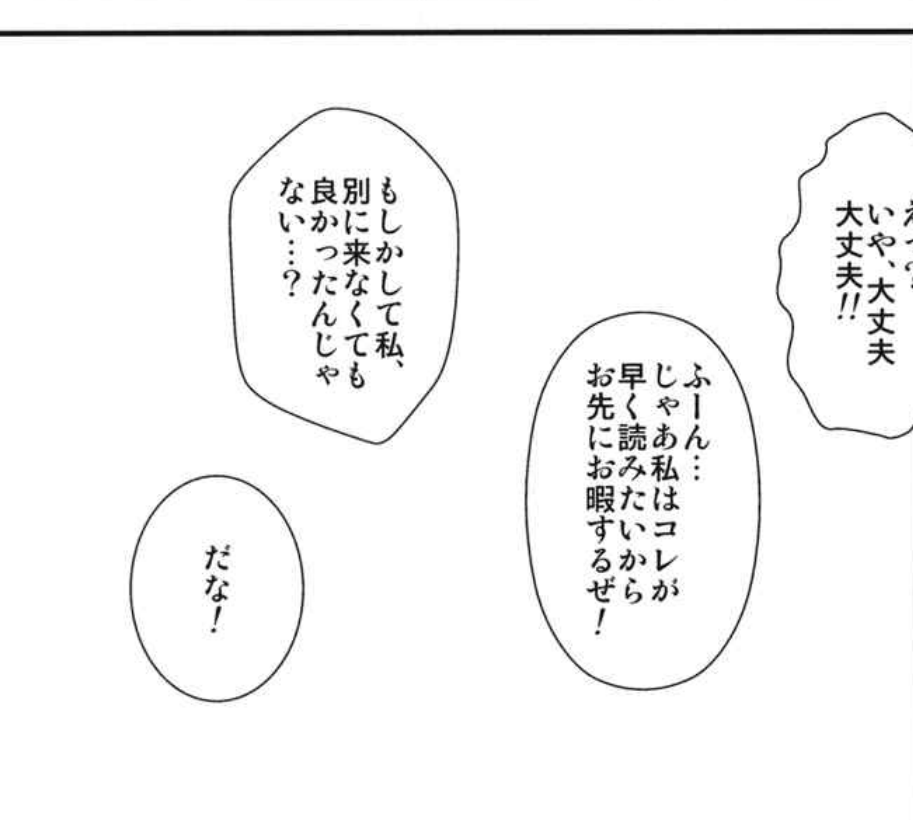 えっ？
いや、大丈夫
大丈夫!!
ふーん…
じゃあ私はコレが
早く読みたいから
お先にお暇するぜ！
もしかして私、
別に来なくても
良かったんじゃ
ない…？
だな！